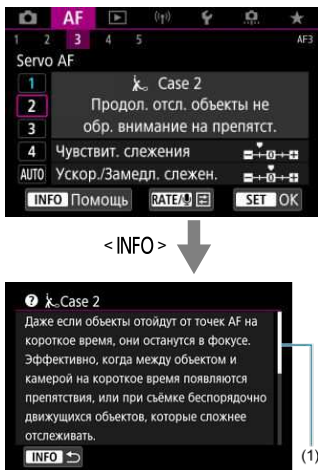 AF
1 2 3 4 5 AF3
Servo AF
1 Case 2
2 Продол. отсл. объекты не
3 обр. внимание на препятст.
4 Чувствит. слежения
AUTO Ускор./Замедл. слежен.
INFO Помощь RATE/ SET OK
<INFO>
Case 2
Даже если объекты отойдут от точек AF на
короткое время, они останутся в фокусе.
Эффективно, когда между объектом и
камерой на короткое время появляются
препятствия, или при съёмке беспорядочно
движущихся объектов, которые сложнее
отслеживать.
INFO
(1)